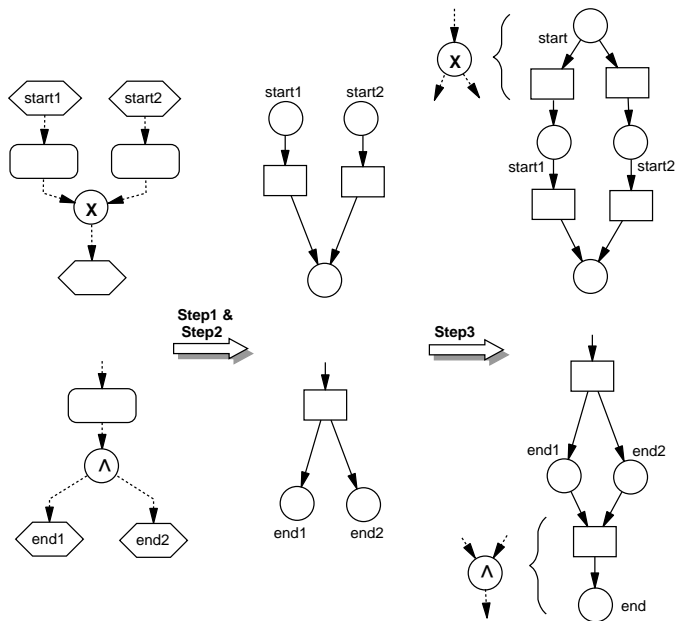 start
X
start1 start2
start1 start2
start1
start2
X
Step1 &
Step2
Step3
end1
end2
∧
end1 end2
end1 end2
∧
end